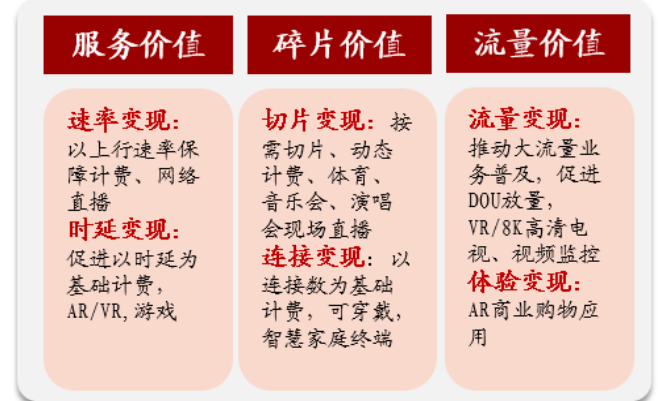 服务价值
速率变现：
以上行速率保
障计费、网络
直播
时延变现：
促进以时延为
基础计费，
AR/VR,游戏
碎片价值
切片变现：按
需切片、动态
计费、体育、
音乐会、演唱
会现场直播
连接变现：以
连接数为基础
计费，可穿戴，
智慧家庭终端
流量价值
流量变现：
推动大流量业
务普及，促进
DOU放量，
VR/8K高清电
视、视频监控
体验变现：
AR商业购物应
用